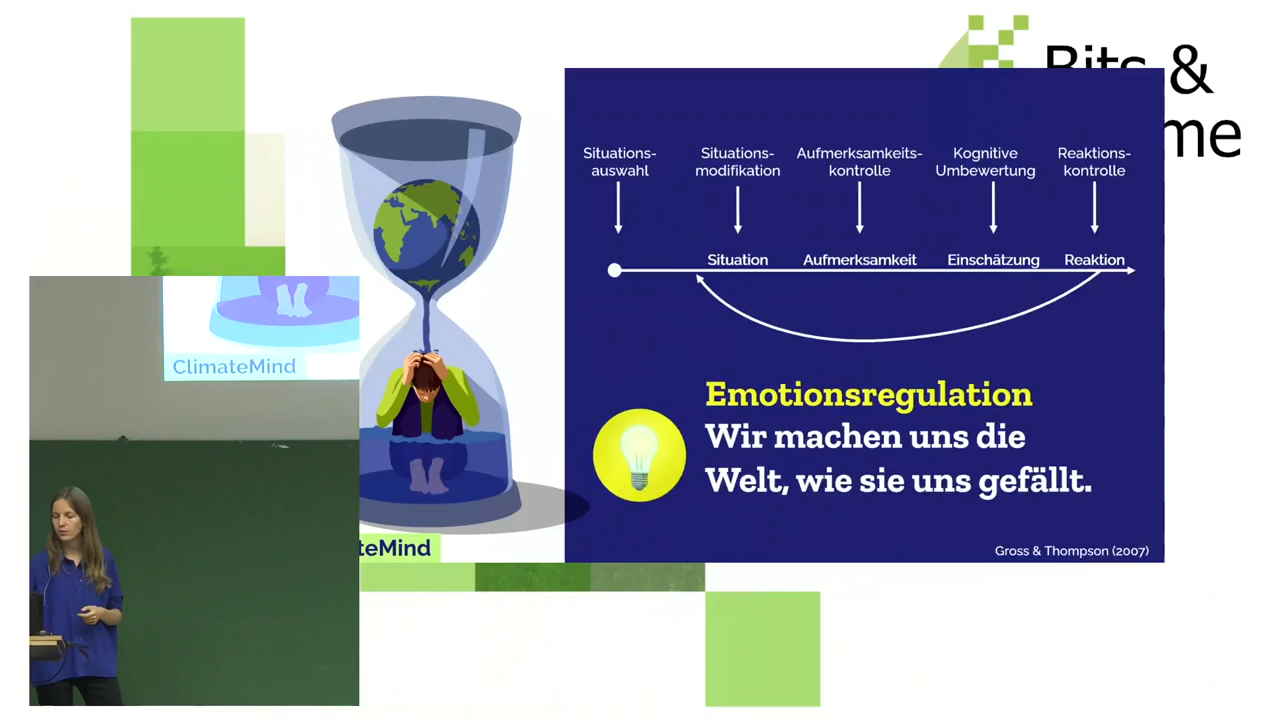 Bits &
me
Situations-
auswahl
Situations-
modifikation
Aufmerksamkeits-
kontrolle
Kognitive
Umbewertung
Reaktions-
kontrolle
Situation
Aufmerksamkeit
Einschätzung
Reaktion
Emotionsregulation
Wir machen uns die
Welt, wie sie uns gefällt.
Gross & Thompson (2007)
ClimateMind
teMind